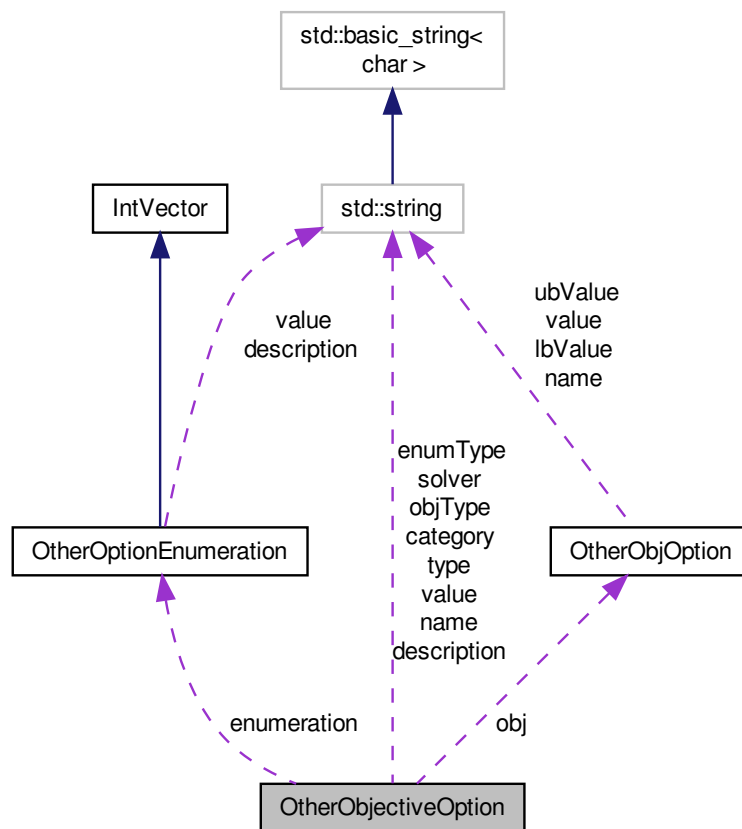 std::basic_string<
char >
IntVector
std::string
value
description
ubValue
value
lbValue
name
enumType
solver
objType
category
type
value
name
description
OtherOptionEnumeration
OtherObjOption
enumeration
obj
OtherObjectiveOption